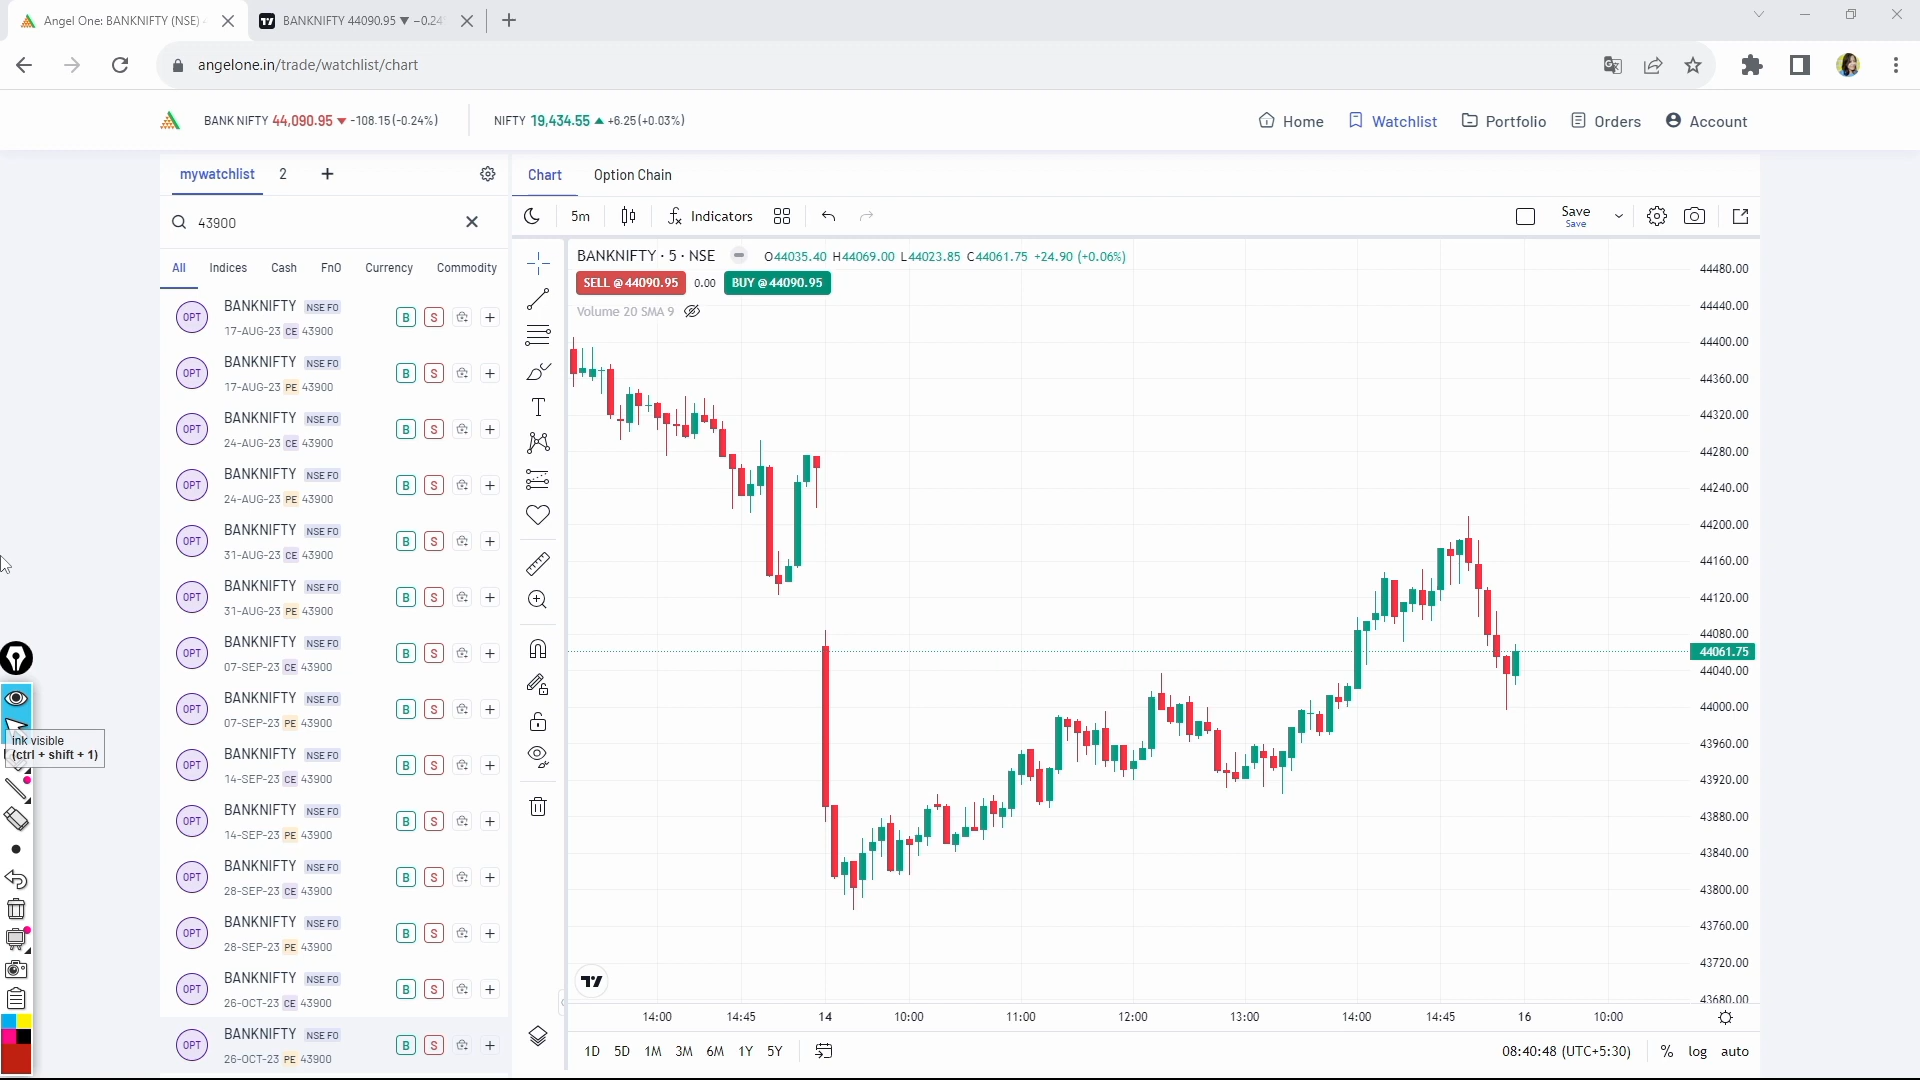 Angel One: BANKNIFTY (NSE)
BANKNIFTY 44090.95 ▼ −0.24
angelone.in/trade/watchlist/chart
BANK NIFTY 44,090.95 ▼ -108.15(-0.24%)
NIFTY 19,434.55 ▲ +6.25(+0.03%)
Home
Watchlist
Portfolio
Orders
Account
mywatchlist
2
+
Chart
Option Chain
43900
5m
Indicators
Save
Save
All
Indices
Cash
FnO
Currency
Commodity
BANKNIFTY · 5 · NSE
O44035.40 H44069.00 L44023.85 C44061.75 +24.90 (+0.06%)
SELL @ 44090.95
0.00
BUY @ 44090.95
Volume 20 SMA 9
OPT BANKNIFTY NSE FO B S +
17-AUG-23 CE 43900
OPT BANKNIFTY NSE FO B S +
17-AUG-23 PE 43900
OPT BANKNIFTY NSE FO B S +
24-AUG-23 CE 43900
OPT BANKNIFTY NSE FO B S +
24-AUG-23 PE 43900
OPT BANKNIFTY NSE FO B S +
31-AUG-23 CE 43900
OPT BANKNIFTY NSE FO B S +
31-AUG-23 PE 43900
OPT BANKNIFTY NSE FO B S +
07-SEP-23 CE 43900
OPT BANKNIFTY NSE FO B S +
07-SEP-23 PE 43900
OPT BANKNIFTY NSE FO B S +
14-SEP-23 CE 43900
OPT BANKNIFTY NSE FO B S +
14-SEP-23 PE 43900
OPT BANKNIFTY NSE FO B S +
28-SEP-23 CE 43900
OPT BANKNIFTY NSE FO B S +
28-SEP-23 PE 43900
OPT BANKNIFTY NSE FO B S +
26-OCT-23 CE 43900
OPT BANKNIFTY NSE FO B S +
26-OCT-23 PE 43900
ink visible
(ctrl + shift + 1)
44480.00
44440.00
44400.00
44360.00
44320.00
44280.00
44240.00
44200.00
44160.00
44120.00
44080.00
44061.75
44040.00
44000.00
43960.00
43920.00
43880.00
43840.00
43800.00
43760.00
43720.00
43680.00
14:00
14:45
14
10:00
11:00
12:00
13:00
14:00
14:45
16
10:00
1D
5D
1M
3M
6M
1Y
5Y
08:40:48 (UTC+5:30)
%
log
auto